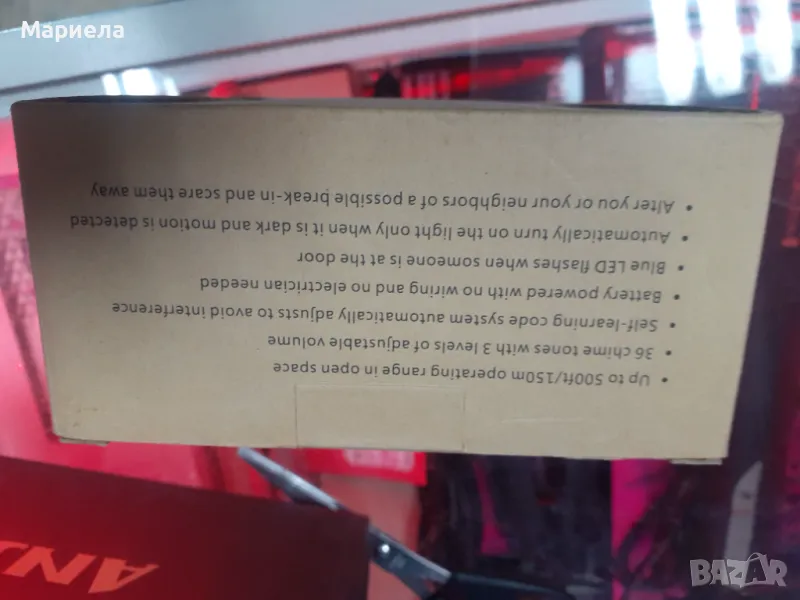 Мариела
• Up to 500ft/150m operating range in open space
• 36 chime tones with 3 levels of adjustable volume
• Self-learning code system automatically adjusts to avoid interference
• Battery powered with no wiring and no electrician needed
• Blue LED flashes when someone is at the door
• Automatically turn on the light only when it is dark and motion is detected
• Alter you or your neighbors of a possible break-in and scare them away
BAZAR